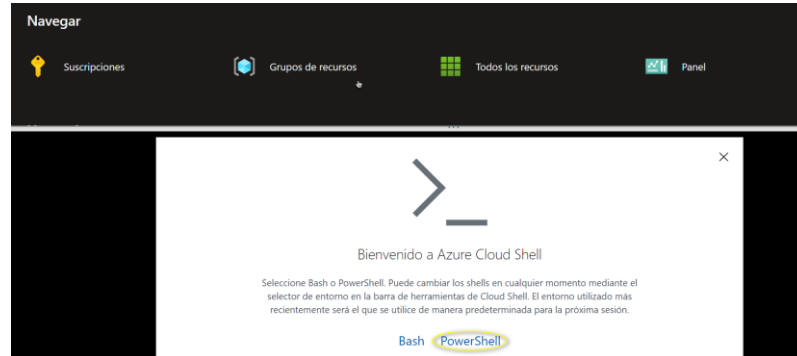 Navegar
Suscripciones
Grupos de recursos
Todos los recursos
Panel
Bienvenido a Azure Cloud Shell
Seleccione Bash o PowerShell. Puede cambiar los shells en cualquier momento mediante el
selector de entorno en la barra de herramientas de Cloud Shell. El entorno utilizado más
recientemente será el que se utilice de manera predeterminada para la próxima sesión.
Bash PowerShell